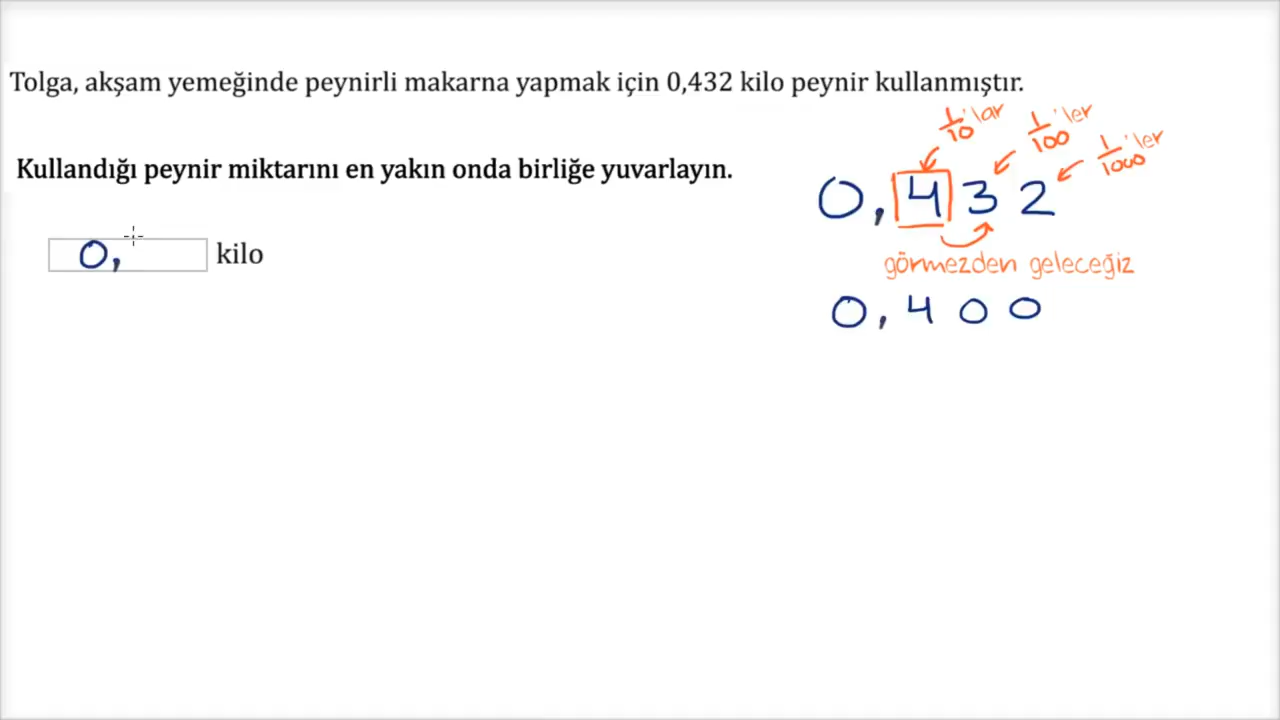 Tolga, akşam yemeğinde peynirli makarna yapmak için 0,432 kilo peynir kullanmıştır.
Kullandığı peynir miktarını en yakın onda birliğe yuvarlayın.
0, kilo
1/10'lar 1/100'ler 1/1000'ler
0,432
görmezden geleceğiz
0,400